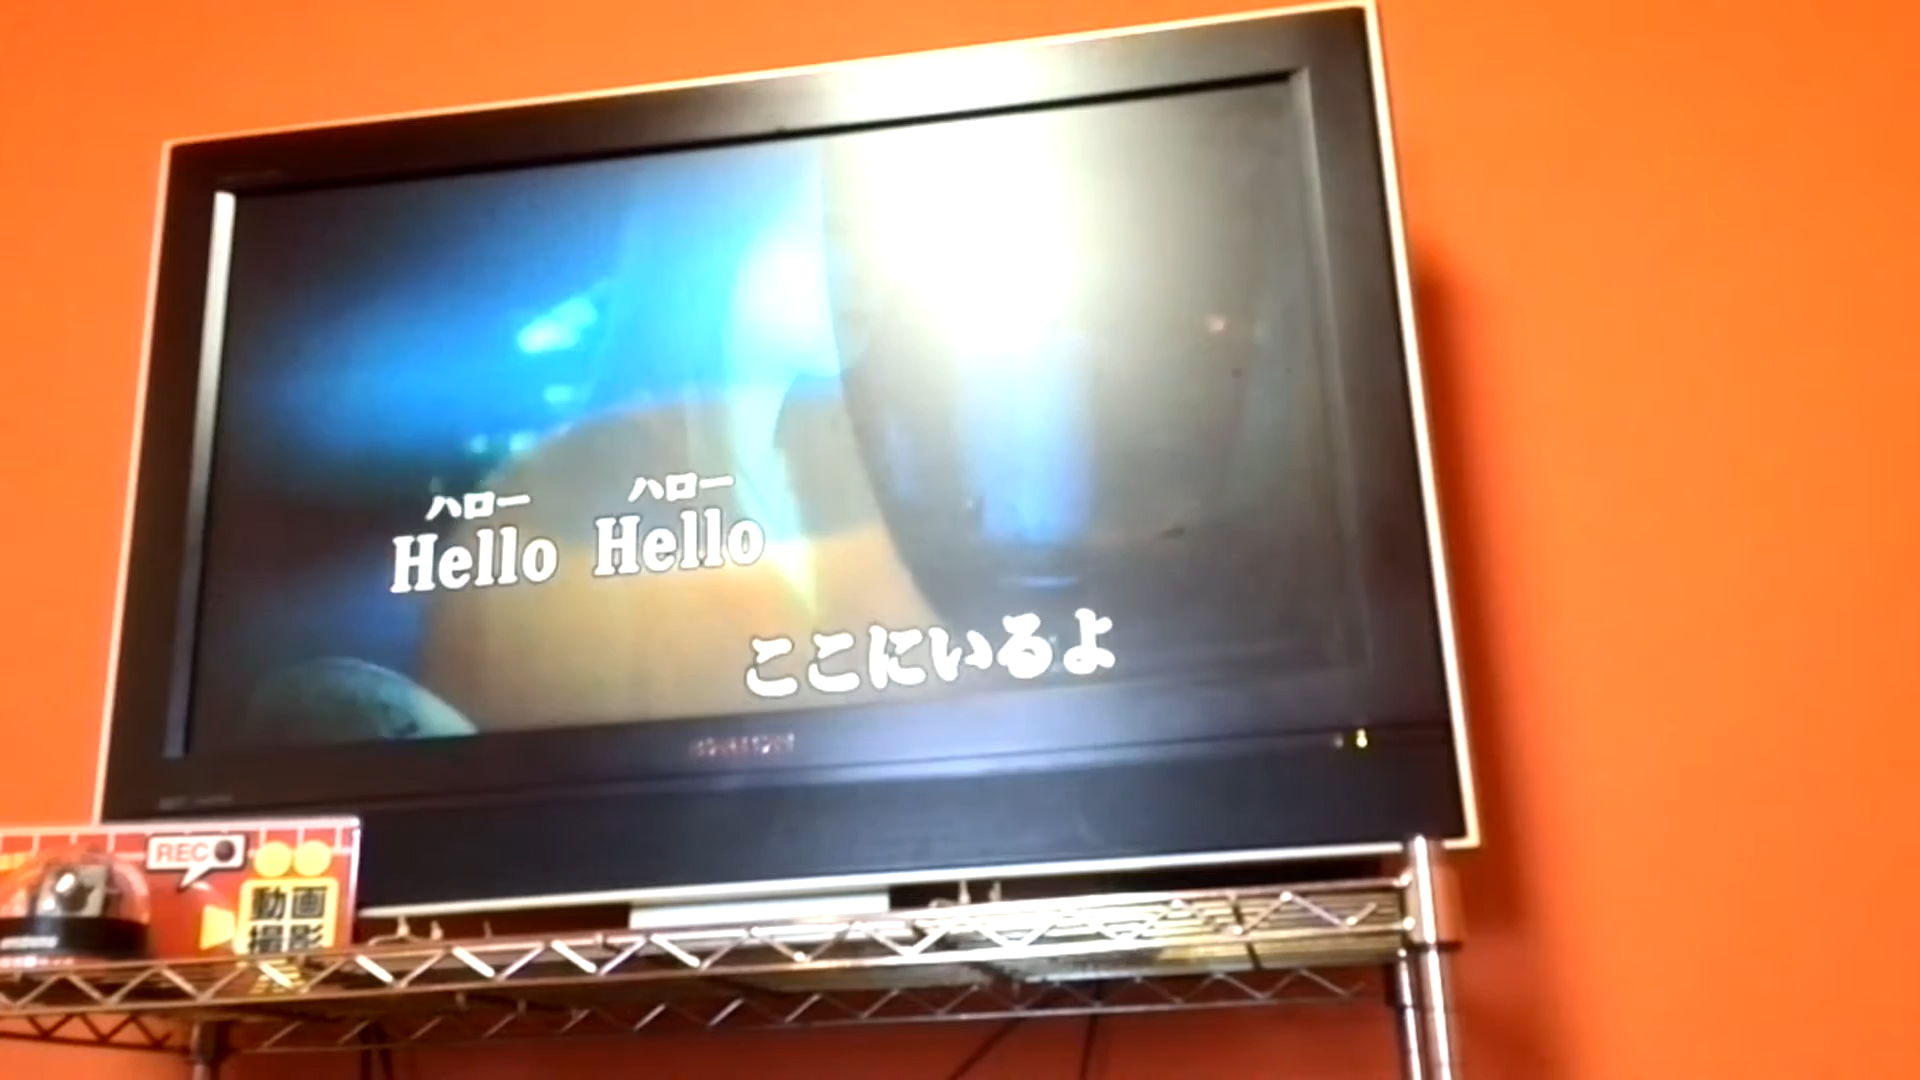 ハロー ハロー
Hello Hello
ここにいるよ
REC
動画
撮影